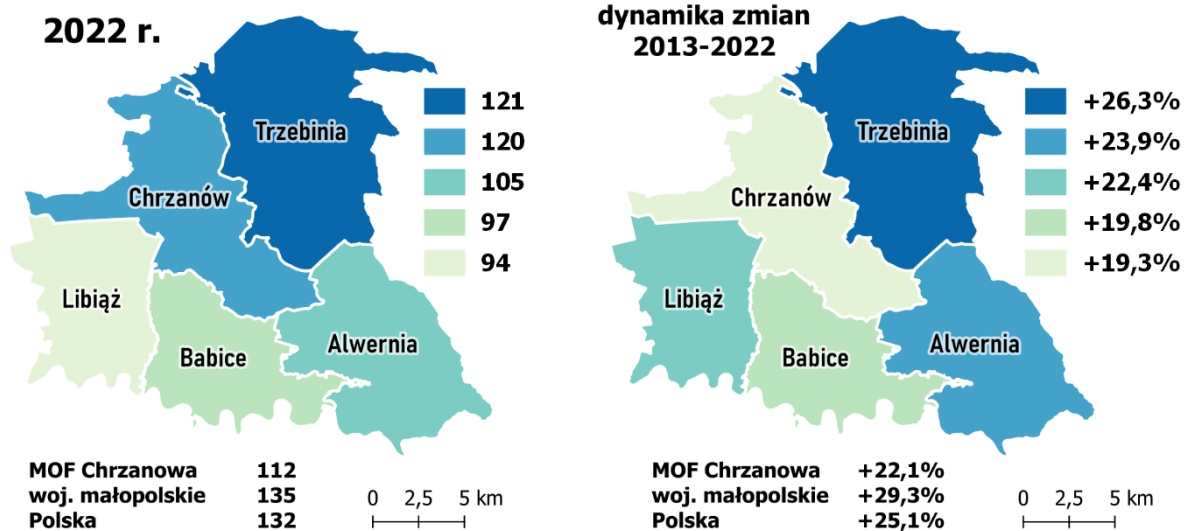 2022 r.
121
120
105
97
94
Trzebinia
Chrzanów
Libiąż
Babice
Alwernia
MOF Chrzanowa 112
woj. małopolskie 135
Polska 132
0 2,5 5 km
dynamika zmian
2013-2022
+26,3%
+23,9%
+22,4%
+19,8%
+19,3%
Trzebinia
Chrzanów
Libiąż
Babice
Alwernia
MOF Chrzanowa +22,1%
woj. małopolskie +29,3%
Polska +25,1%
0 2,5 5 km